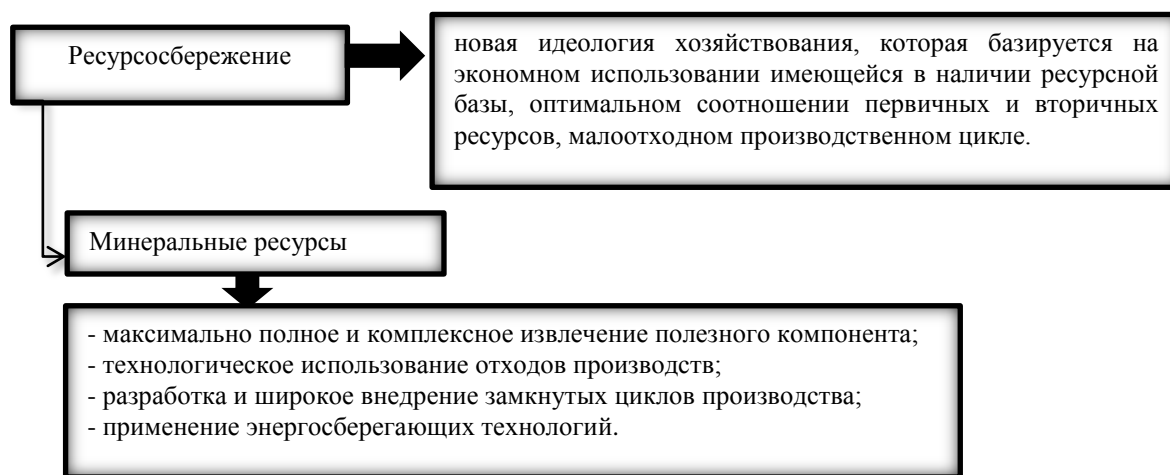 Ресурсосбережение
новая идеология хозяйствования, которая базируется на
экономном использовании имеющейся в наличии ресурсной
базы, оптимальном соотношении первичных и вторичных
ресурсов, малоотходном производственном цикле.
Минеральные ресурсы
- максимально полное и комплексное извлечение полезного компонента;
- технологическое использование отходов производств;
- разработка и широкое внедрение замкнутых циклов производства;
- применение энергосберегающих технологий.